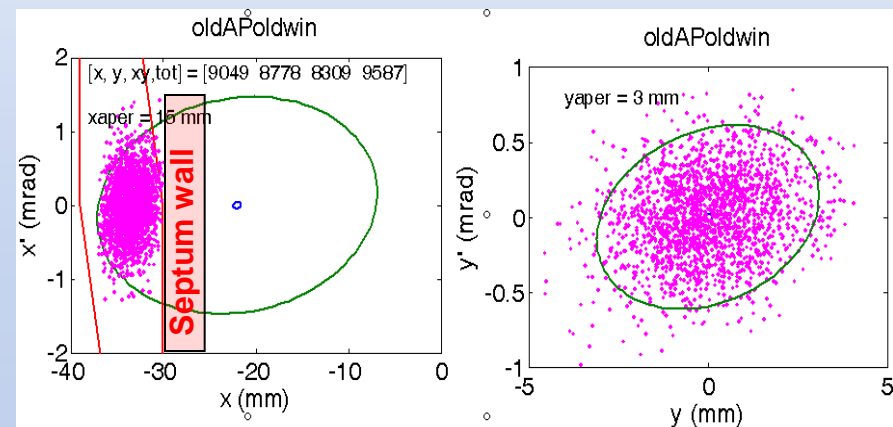 oldAPoldwin
[x, y, xy,tot] = [9049 8778 8309 9587]
xaper = 15 mm
Septum wall
x' (mrad)
2
1
0
-1
-2
-40
-30
-20
-10
0
x (mm)
oldAPoldwin
yaper = 3 mm
y' (mrad)
1
0.5
0
-0.5
-1
-5
0
5
y (mm)